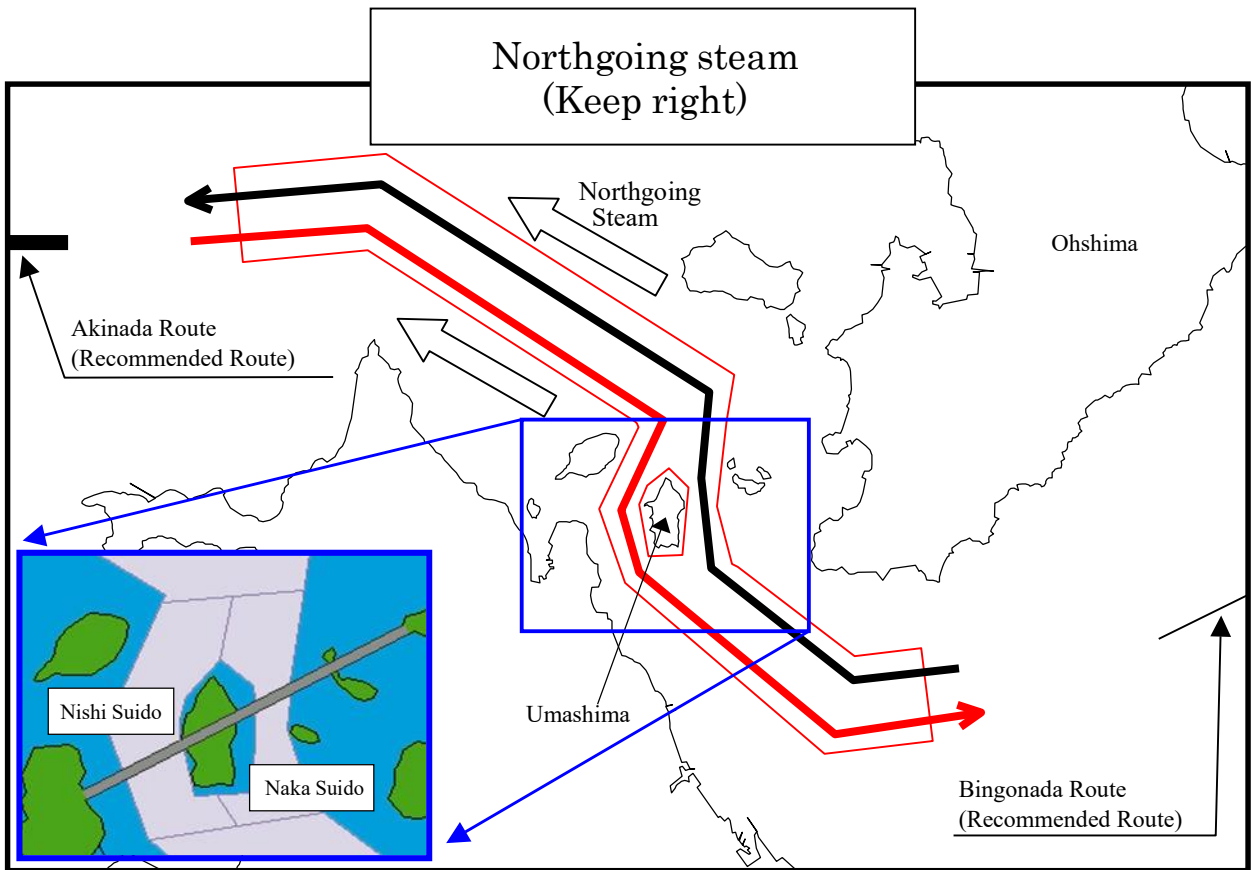 Northgoing steam
(Keep right)
Northgoing
Steam
Ohshima
Akinada Route
(Recommended Route)
Nishi Suido
Naka Suido
Umashima
Bingonada Route
(Recommended Route)